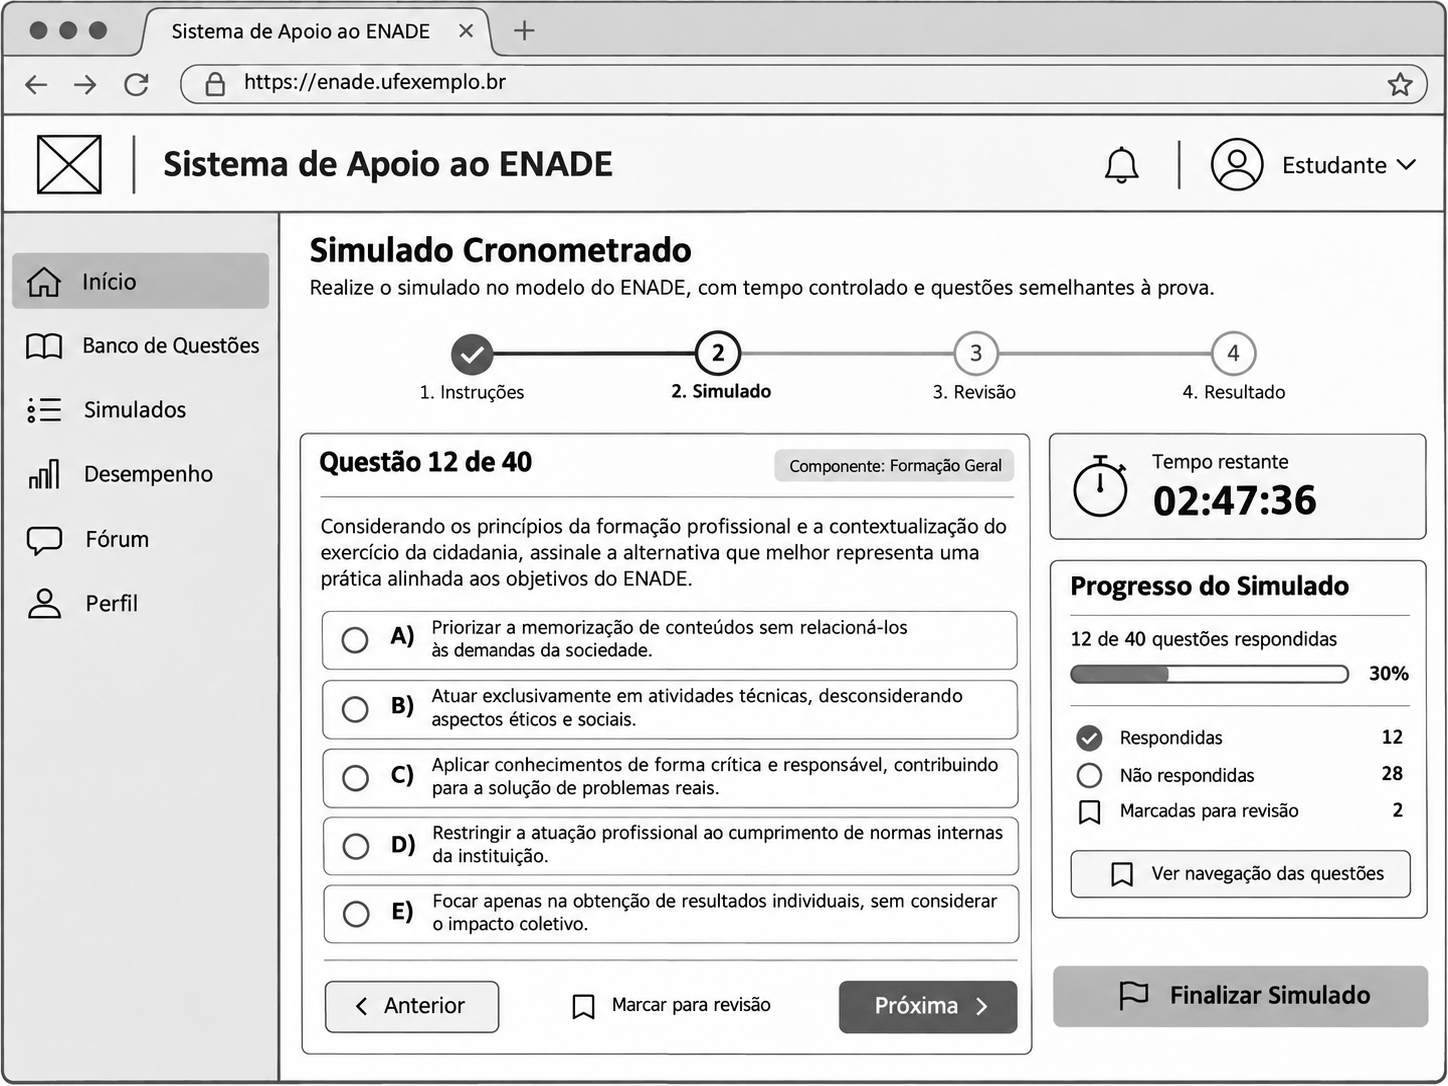 Sistema de Apoio ao ENADE
https://enade.ufexemplo.br
Sistema de Apoio ao ENADE
Estudante
Início
Banco de Questões
Simulados
Desempenho
Fórum
Perfil
Simulado Cronometrado
Realize o simulado no modelo do ENADE, com tempo controlado e questões semelhantes à prova.
2
3
4
1. Instruções
2. Simulado
3. Revisão
4. Resultado
Questão 12 de 40
Componente: Formação Geral
Considerando os princípios da formação profissional e a contextualização do
exercício da cidadania, assinale a alternativa que melhor representa uma
prática alinhada aos objetivos do ENADE.
A) Priorizar a memorização de conteúdos sem relacioná-los
às demandas da sociedade.
B) Atuar exclusivamente em atividades técnicas, desconsiderando
aspectos éticos e sociais.
C) Aplicar conhecimentos de forma crítica e responsável, contribuindo
para a solução de problemas reais.
D) Restringir a atuação profissional ao cumprimento de normas internas
da instituição.
E) Focar apenas na obtenção de resultados individuais, sem considerar
o impacto coletivo.
Anterior
Marcar para revisão
Próxima
Tempo restante
02:47:36
Progresso do Simulado
12 de 40 questões respondidas
30%
Respondidas 12
Não respondidas 28
Marcadas para revisão 2
Ver navegação das questões
Finalizar Simulado